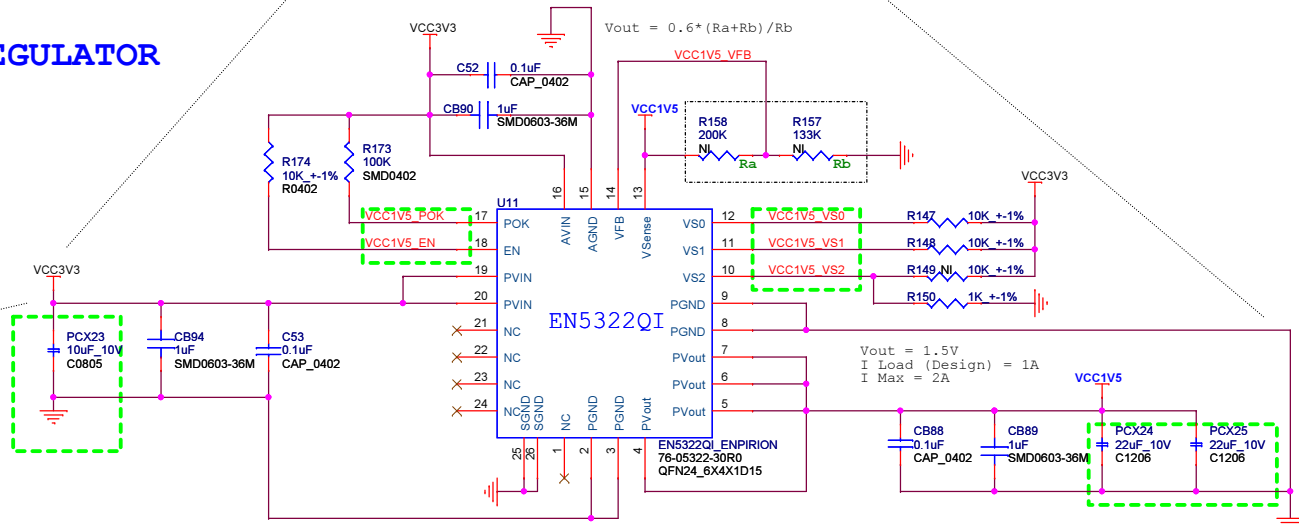 EGULATOR
Vout = 0.6*(Ra+Rb)/Rb
VCC3V3
C52
0.1uF
CAP_0402
CB90
1uF
SMD0603-36M
VCC1V5_VFB
VCC1V5
R158
200K
NI
Ra
R157
133K
NI
Rb
R174
10K_+-1%
R0402
R173
100K
SMD0402
VCC3V3
U11
16
15
14
13
AVIN
AGND
VFB
VSense
VCC1V5_POK
17
POK
VCC1V5_EN
18
EN
19
PVIN
20
PVIN
21
NC
22
NC
23
NC
24
NC
EN5322QI
VS0
12
VCC1V5_VS0
R147
10K_+-1%
VS1
11
VCC1V5_VS1
R148
10K_+-1%
VS2
10
VCC1V5_VS2
R149
NI
10K_+-1%
R150
1K_+-1%
PGND
9
PGND
8
PVout
7
PVout
6
PVout
5
VCC3V3
PCX23
10uF_10V
C0805
CB94
1uF
SMD0603-36M
C53
0.1uF
CAP_0402
Vout = 1.5V
I Load (Design) = 1A
I Max = 2A
VCC1V5
SGND
SGND
NC
PGND
PGND
PVout
25
26
1
2
3
4
EN5322QI_ENPIRION
76-05322-30R0
QFN24_6X4X1D15
CB88
0.1uF
CAP_0402
CB89
1uF
SMD0603-36M
PCX24
22uF_10V
C1206
PCX25
22uF_10V
C1206